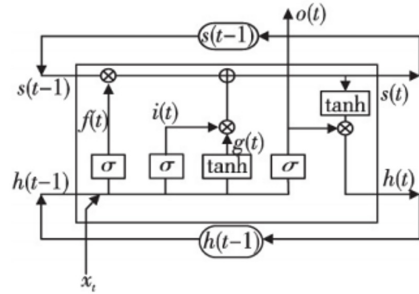 o(t)
s(t−1)
s(t−1)
s(t)
f(t)
i(t)
tanh
g(t)
h(t−1)
σ
σ
tanh
σ
h(t)
h(t−1)
x_t